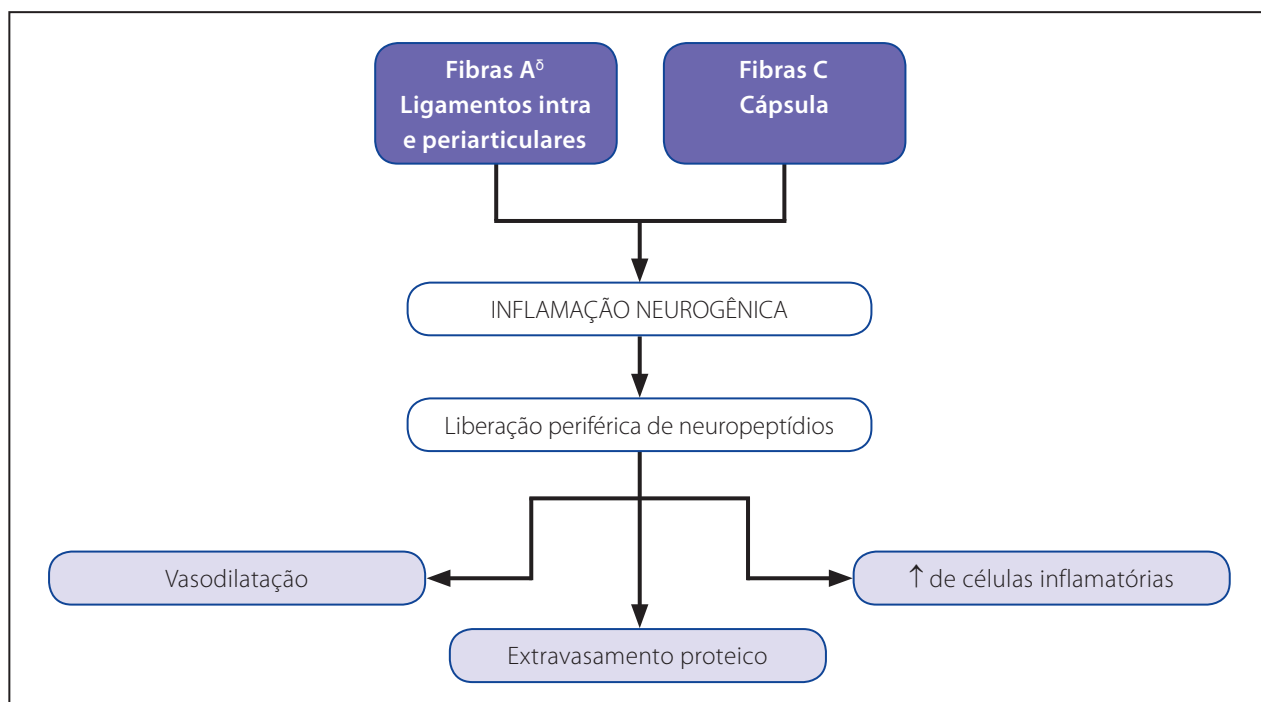 Fibras Aᵟ
Ligamentos intra
e periarticulares
Fibras C
Cápsula
INFLAMAÇÃO NEUROGÊNICA
Liberação periférica de neuropeptídios
Vasodilatação
↑ de células inflamatórias
Extravasamento proteico